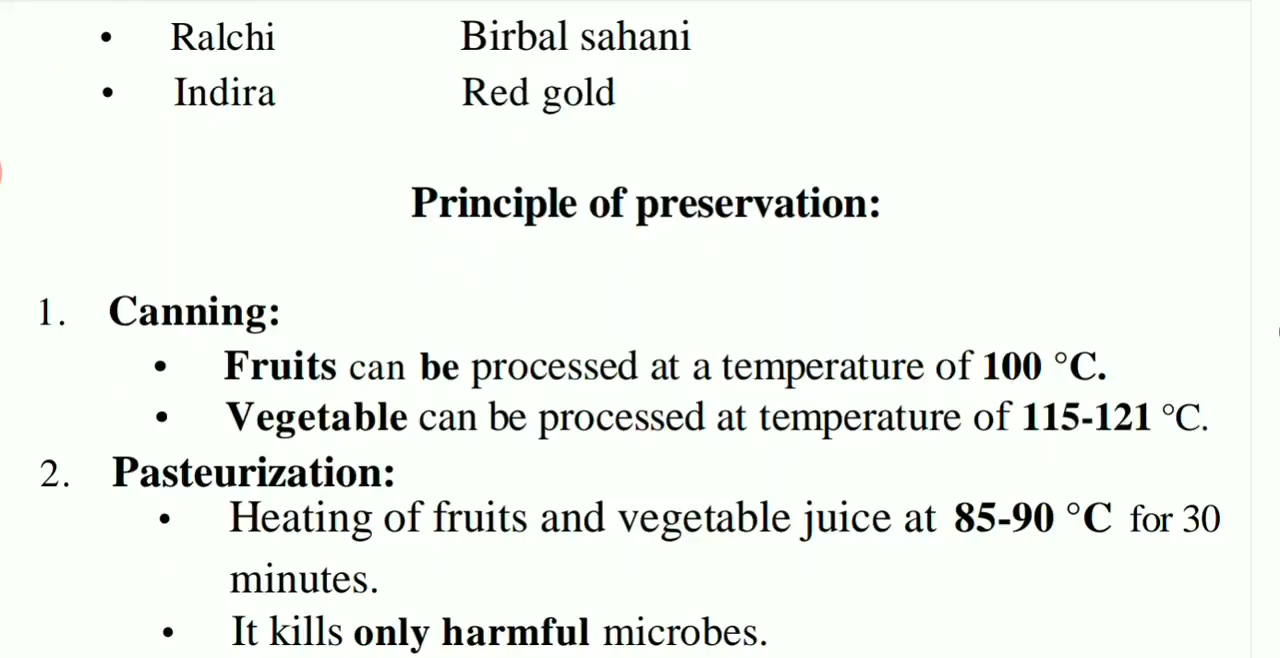 • Ralchi Birbal sahani
• Indira Red gold
Principle of preservation:
1. Canning:
• Fruits can be processed at a temperature of 100 °C.
• Vegetable can be processed at temperature of 115-121 °C.
2. Pasteurization:
• Heating of fruits and vegetable juice at 85-90 °C for 30
minutes.
• It kills only harmful microbes.